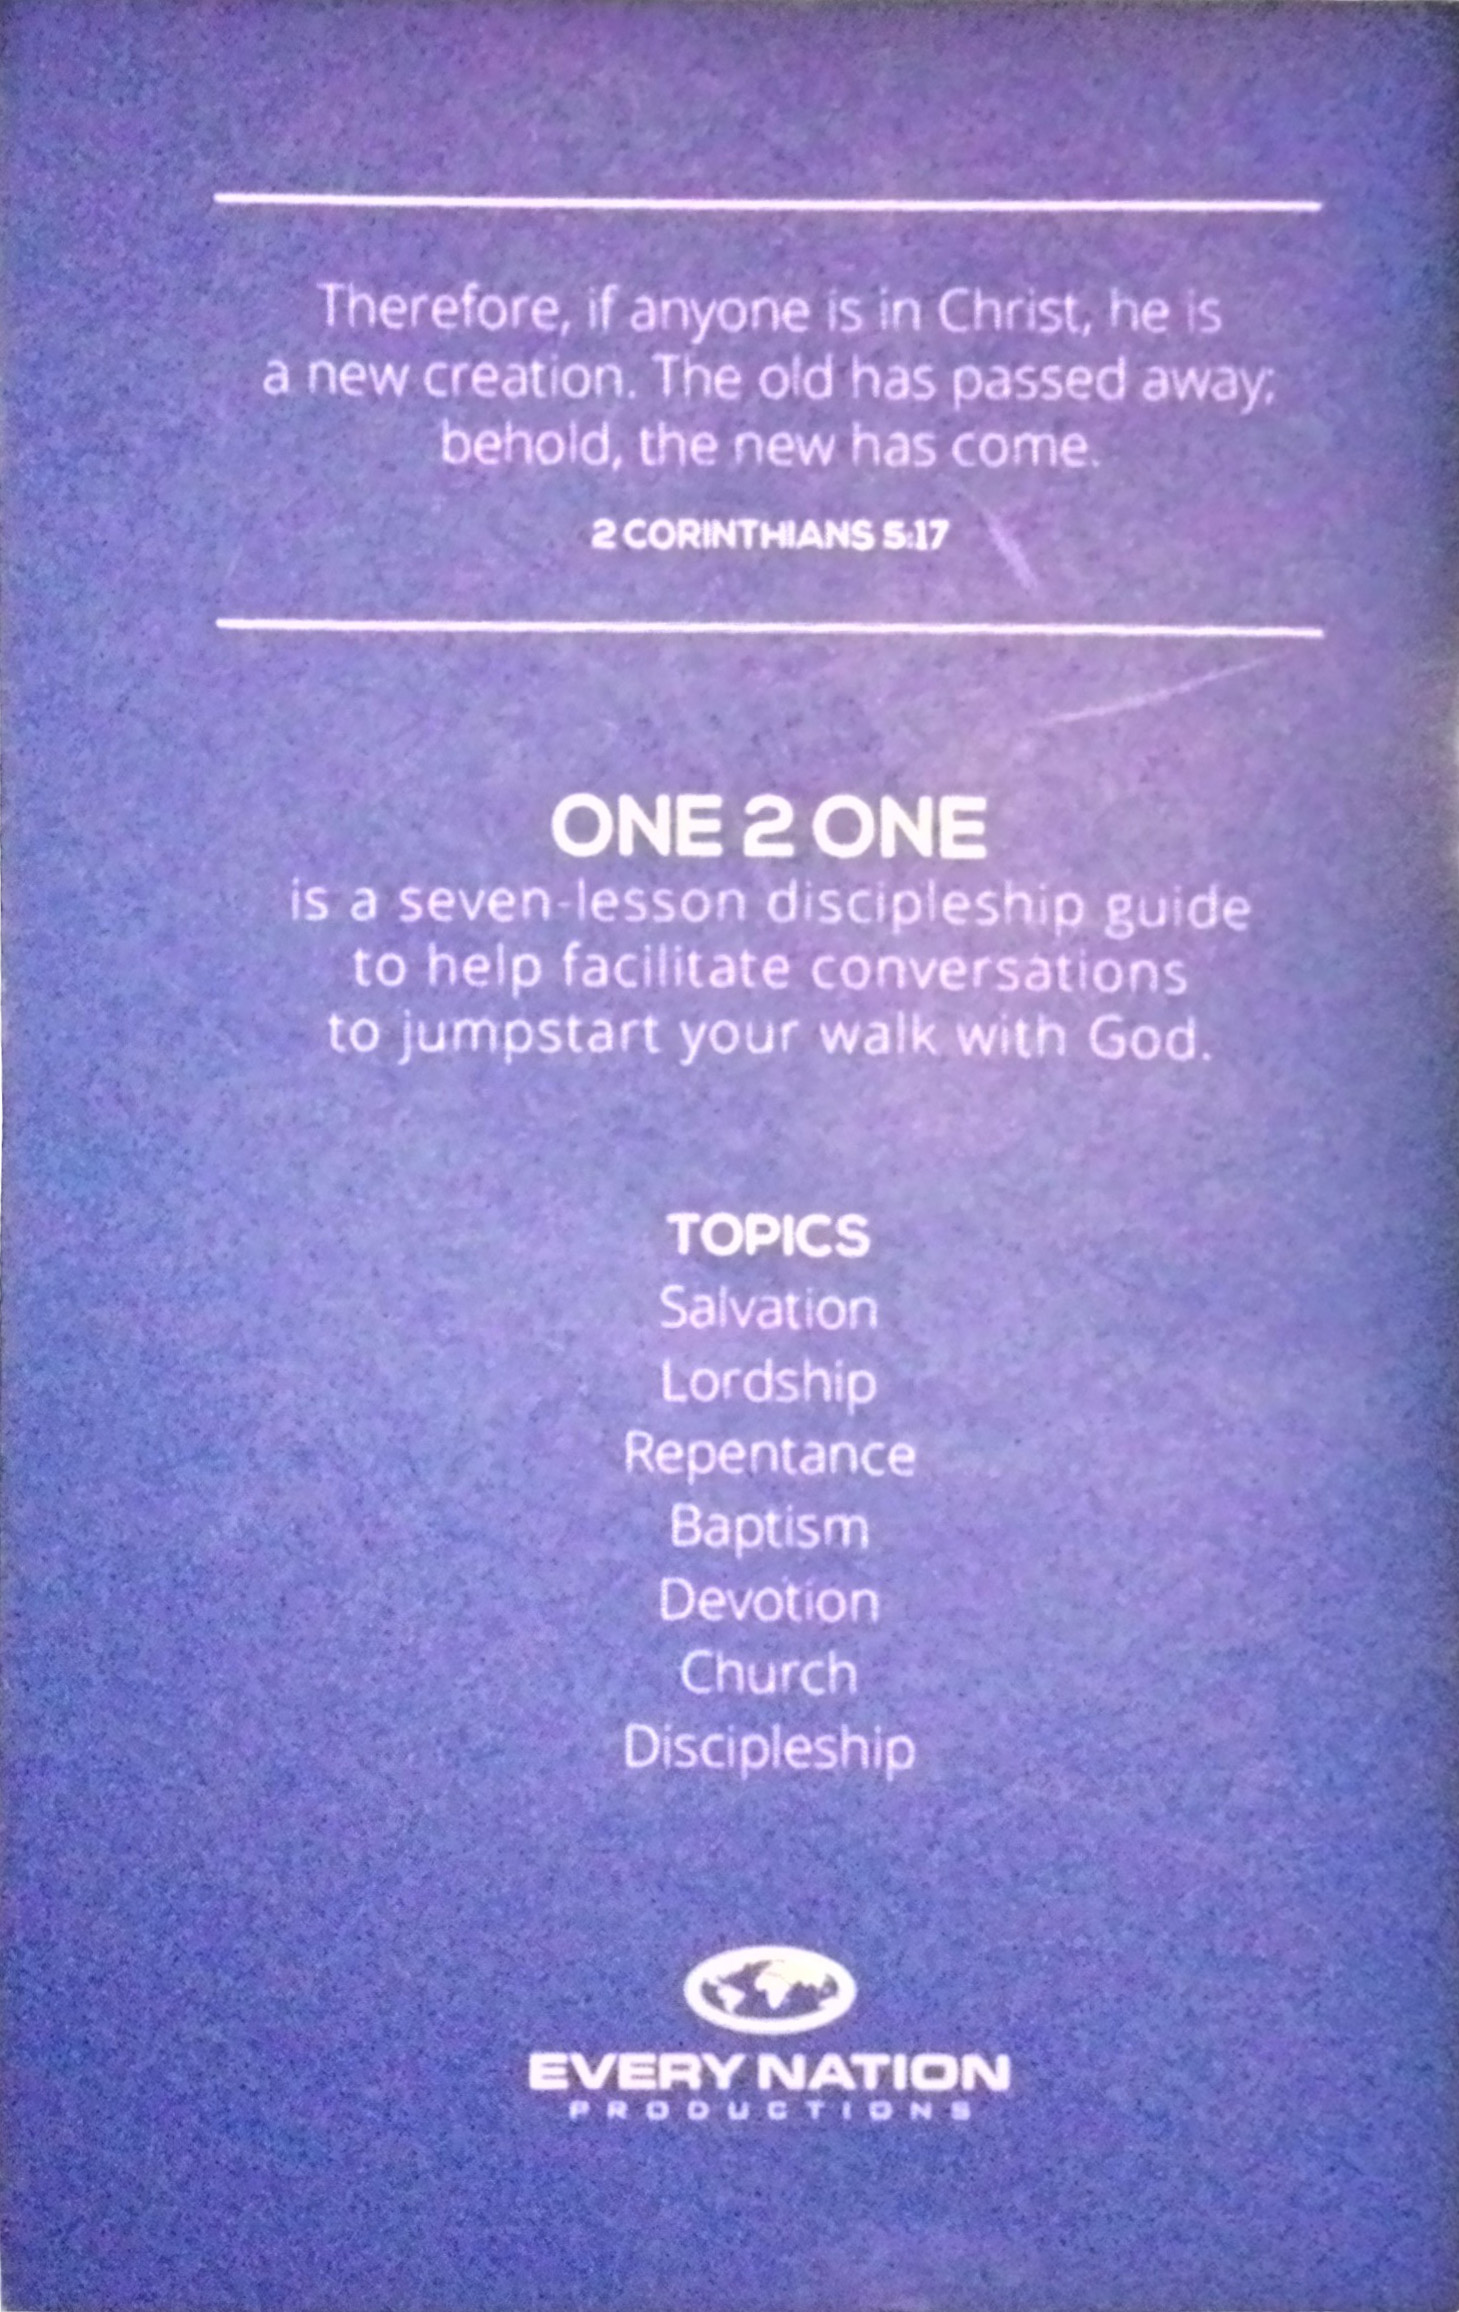 Therefore, if anyone is in Christ, he is
a new creation. The old has passed away;
behold, the new has come.
2 CORINTHIANS 5:17
ONE 2 ONE
is a seven-lesson discipleship guide
to help facilitate conversations
to jumpstart your walk with God.
TOPICS
Salvation
Lordship
Repentance
Baptism
Devotion
Church
Discipleship
EVERY NATION
PRODUCTIONS